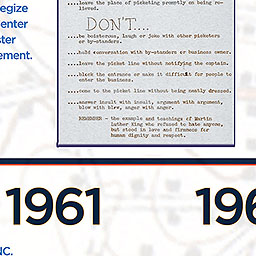 egize
enter
ster
ement.
....leave the place of picketing promptly on being re-
lieved.
DON'T...
....be boisterous, laugh or joke with other picketers
or by-standers.
....hold conversation with by-standers or business owner.
....leave the picket line without notifying the captain.
....block the entrance or make it difficult for people to
enter the business.
....come to the picket line without being neatly dressed.
....answer insult with insult, argument with argument,
blow with blow, anger with anger.
REMEMBER - the example and teachings of Martin
Luther King who refused to hate anyone,
but stood in love and firmness for
human dignity and respect.
1961
196
NC.